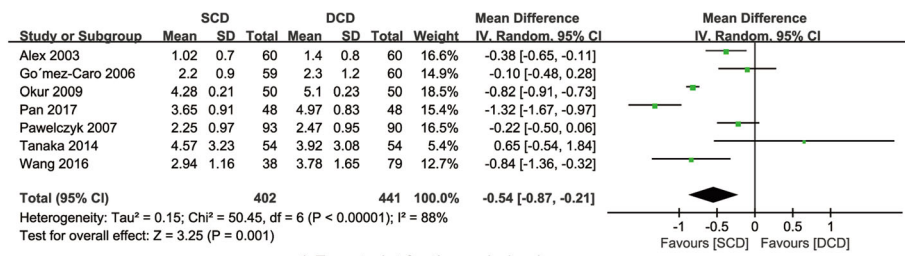 SCD DCD Mean Difference Mean Difference
Study or Subgroup Mean SD Total Mean SD Total Weight IV. Random. 95% CI IV. Random. 95% CI
Alex 2003 1.02 0.7 60 1.4 0.8 60 16.6% -0.38 [-0.65, -0.11]
Go´mez-Caro 2006 2.2 0.9 59 2.3 1.2 60 14.9% -0.10 [-0.48, 0.28]
Okur 2009 4.28 0.21 50 5.1 0.23 50 18.5% -0.82 [-0.91, -0.73]
Pan 2017 3.65 0.91 48 4.97 0.83 48 15.4% -1.32 [-1.67, -0.97]
Pawelczyk 2007 2.25 0.97 93 2.47 0.95 90 16.5% -0.22 [-0.50, 0.06]
Tanaka 2014 4.57 3.23 54 3.92 3.08 54 5.4% 0.65 [-0.54, 1.84]
Wang 2016 2.94 1.16 38 3.78 1.65 79 12.7% -0.84 [-1.36, -0.32]
Total (95% CI) 402 441 100.0% -0.54 [-0.87, -0.21]
Heterogeneity: Tau² = 0.15; Chi² = 50.45, df = 6 (P < 0.00001); I² = 88%
Test for overall effect: Z = 3.25 (P = 0.001)
-1 -0.5 0 0.5 1
Favours [SCD] Favours [DCD]